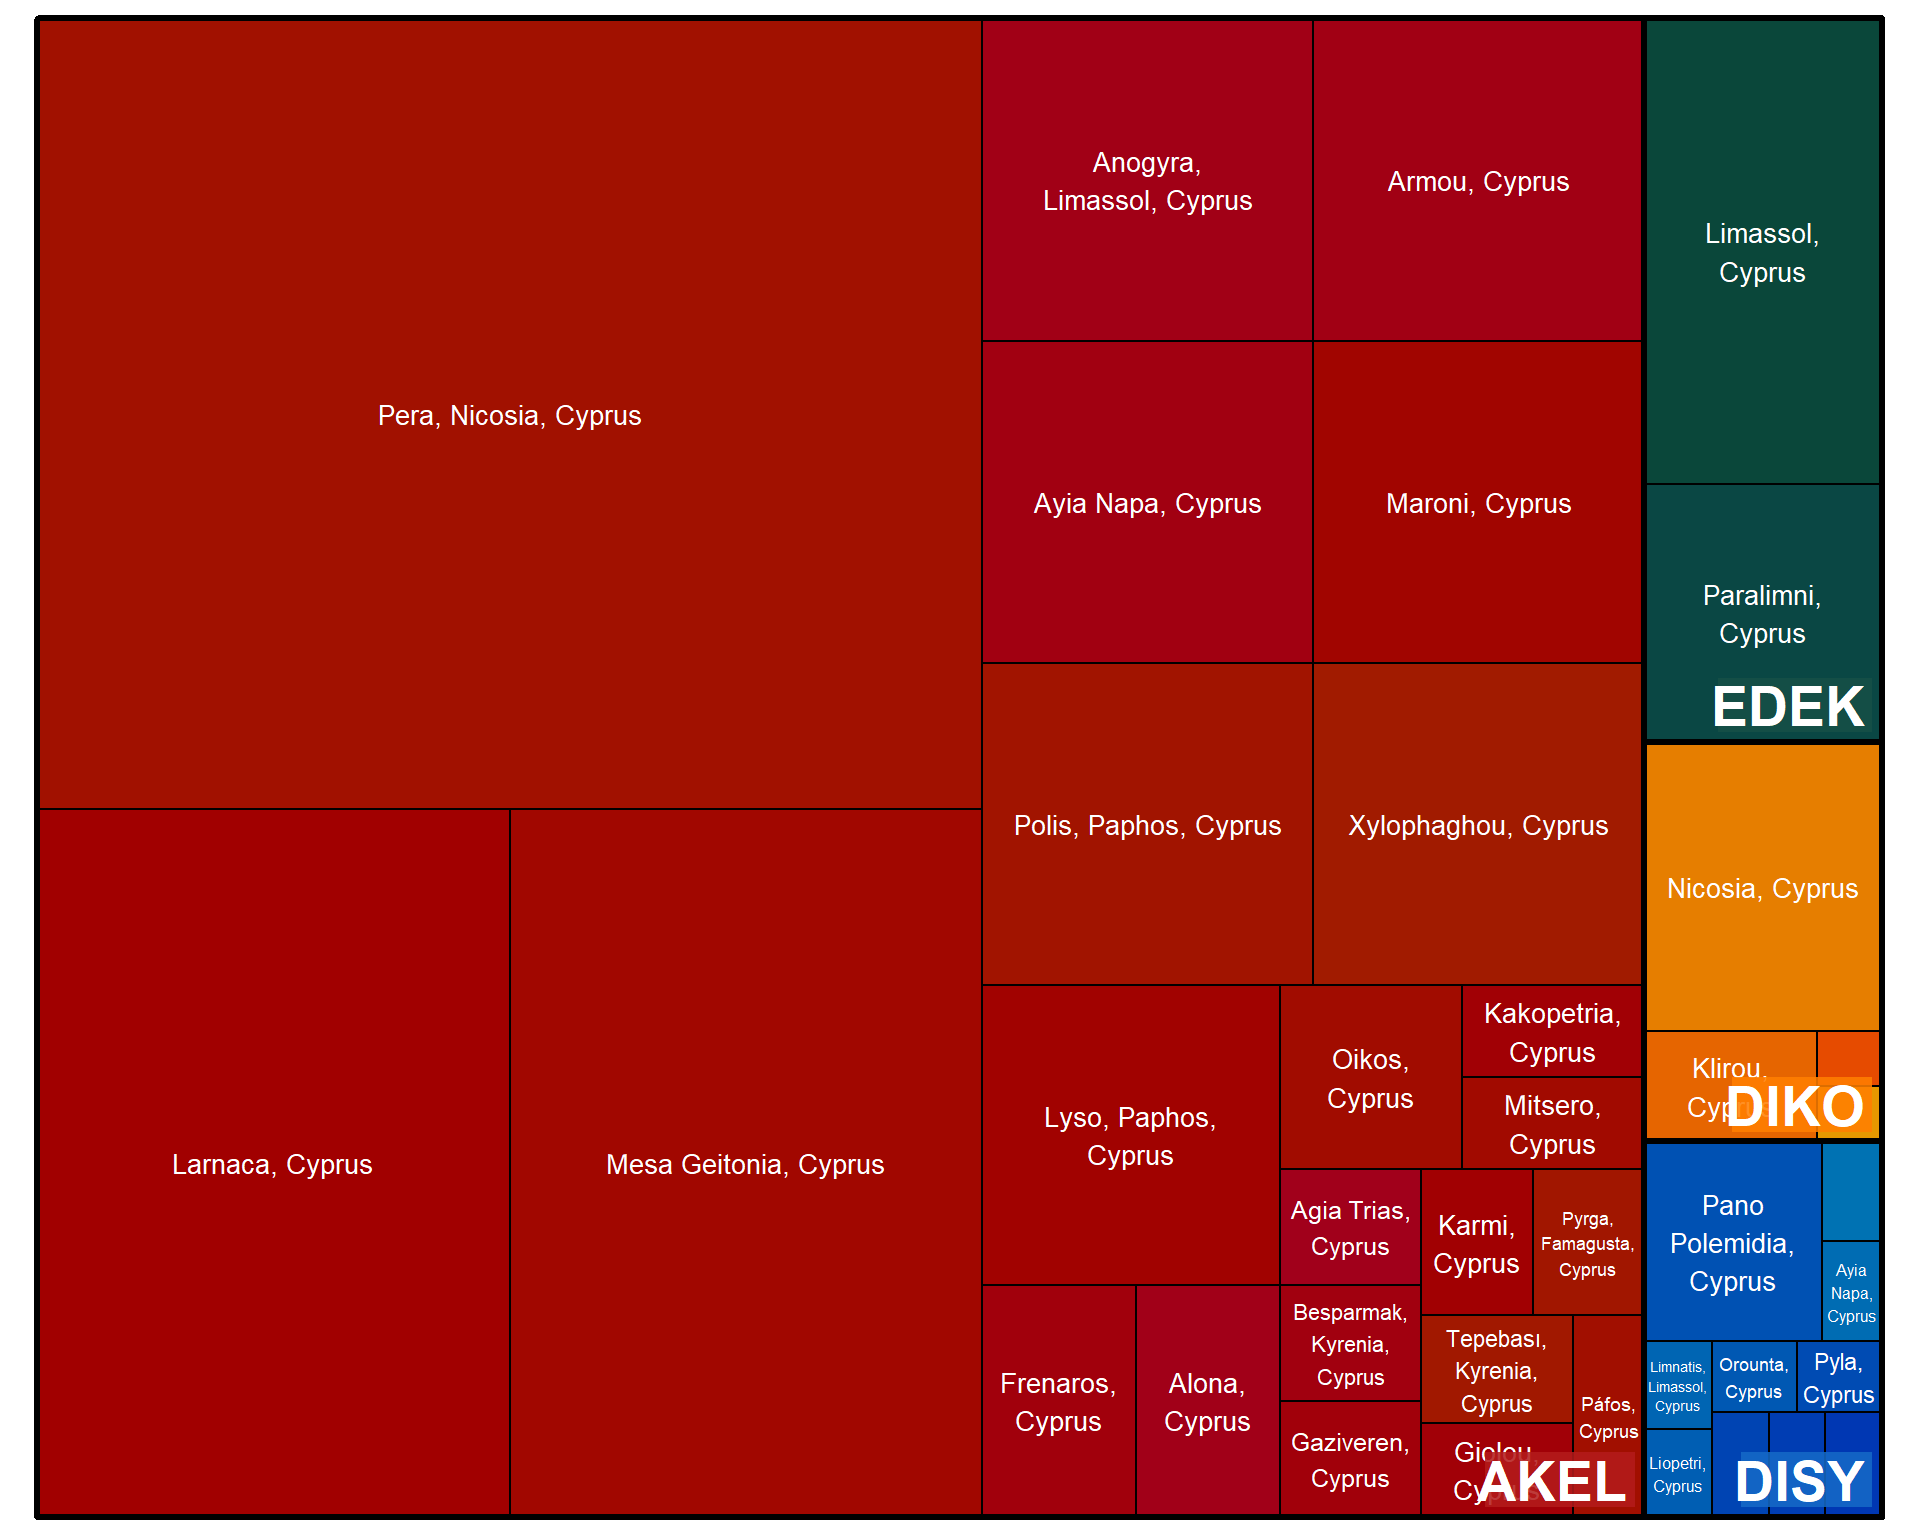 Pera, Nicosia, Cyprus
Larnaca, Cyprus
Mesa Geitonia, Cyprus
Anogyra,
Limassol, Cyprus
Armou, Cyprus
Ayia Napa, Cyprus
Maroni, Cyprus
Polis, Paphos, Cyprus
Xylophaghou, Cyprus
Lyso, Paphos,
Cyprus
Oikos,
Cyprus
Kakopetria,
Cyprus
Mitsero,
Cyprus
Agia Trias,
Cyprus
Karmi,
Cyprus
Pyrga,
Famagusta,
Cyprus
Frenaros,
Cyprus
Alona,
Cyprus
Besparmak,
Kyrenia,
Cyprus
Gaziveren,
Cyprus
Tepebası,
Kyrenia,
Cyprus
Giolou,
Cyprus
Páfos,
Cyprus
AKEL
Limassol,
Cyprus
Paralimni,
Cyprus
EDEK
Nicosia, Cyprus
Klirou,
Cyprus
DIKO
Pano
Polemidia,
Cyprus
Ayia
Napa,
Cyprus
Limnatis,
Limassol,
Cyprus
Orounta,
Cyprus
Pyla,
Cyprus
Liopetri,
Cyprus
DISY